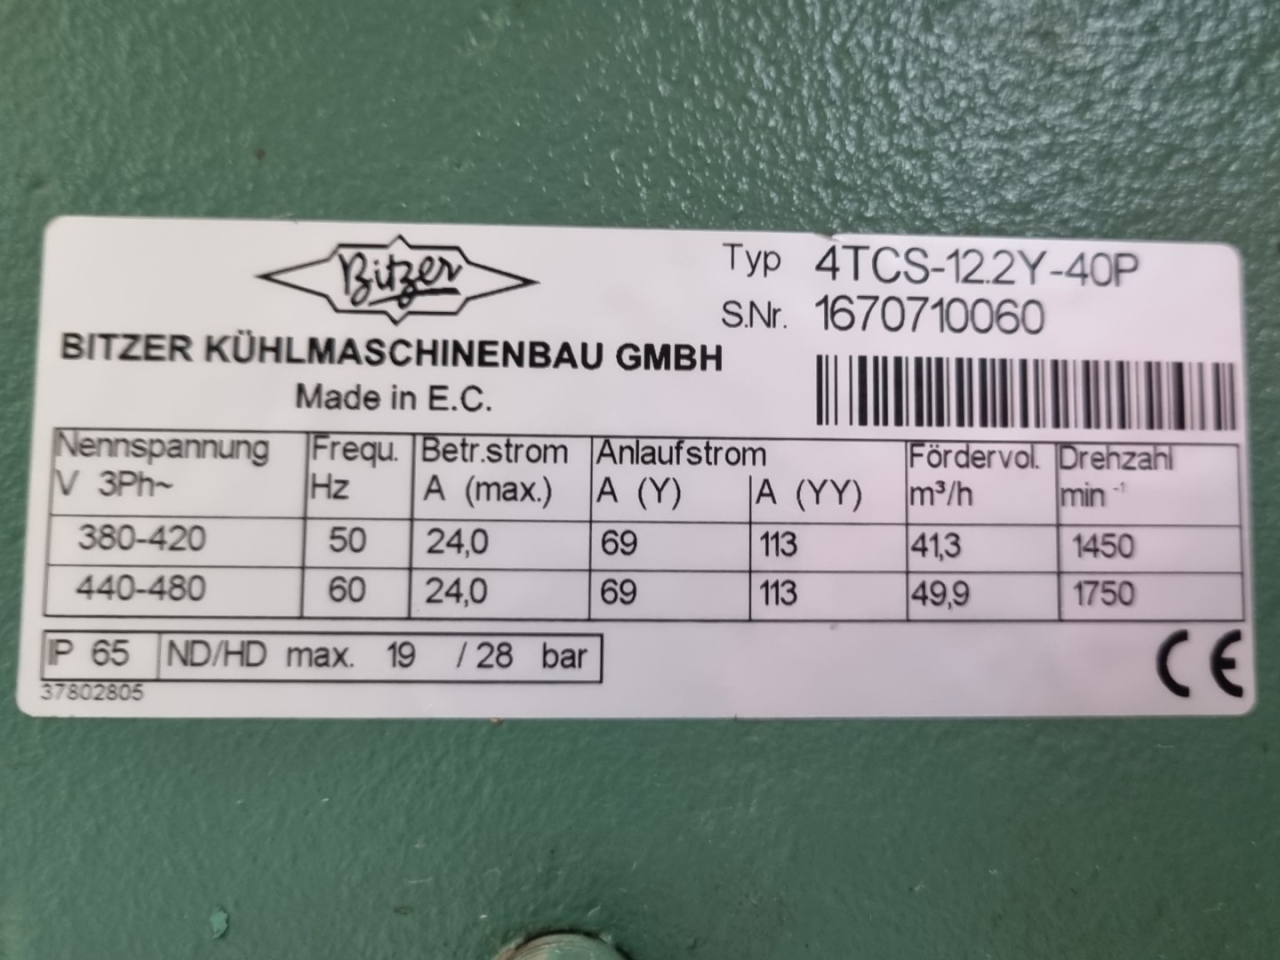 Bitzer
BITZER KÜHLMASCHINENBAU GMBH
Made in E.C.
Typ 4TCS-12.2Y-40P
S.Nr. 1670710060
Nennspannung Frequ. Betr.strom Anlaufstrom Fördervol. Drehzahl
V 3Ph~ Hz A (max.) A (Y) A (YY) m³/h min⁻¹
380-420 50 24,0 69 113 41,3 1450
440-480 60 24,0 69 113 49,9 1750
IP 65 ND/HD max. 19 / 28 bar
37802805
CE